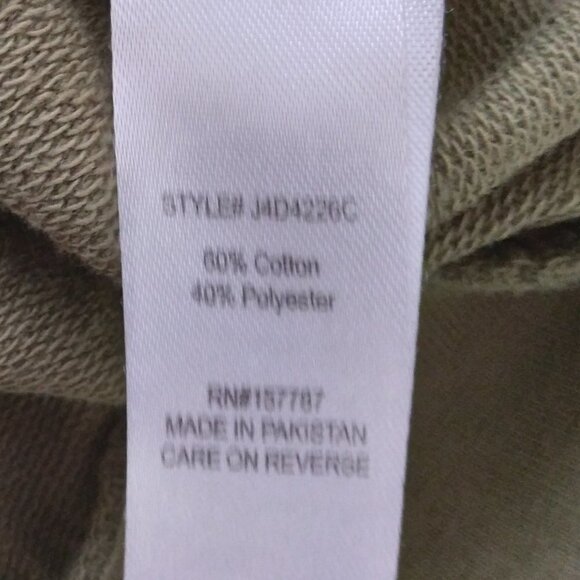 STYLE# J4D4226C
60% Cotton
40% Polyester
RN#157787
MADE IN PAKISTAN
CARE ON REVERSE